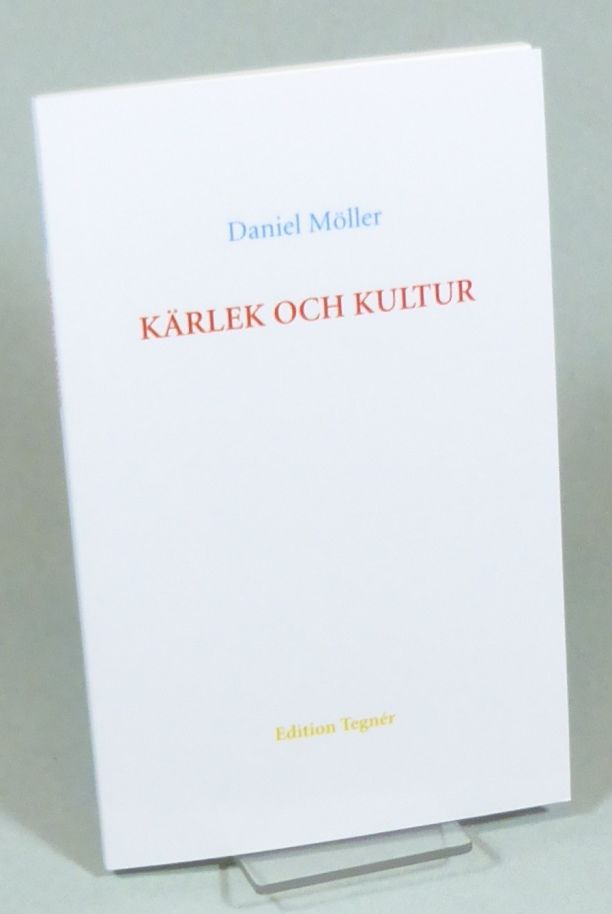 Daniel Möller
KÄRLEK OCH KULTUR
Edition Tegnér